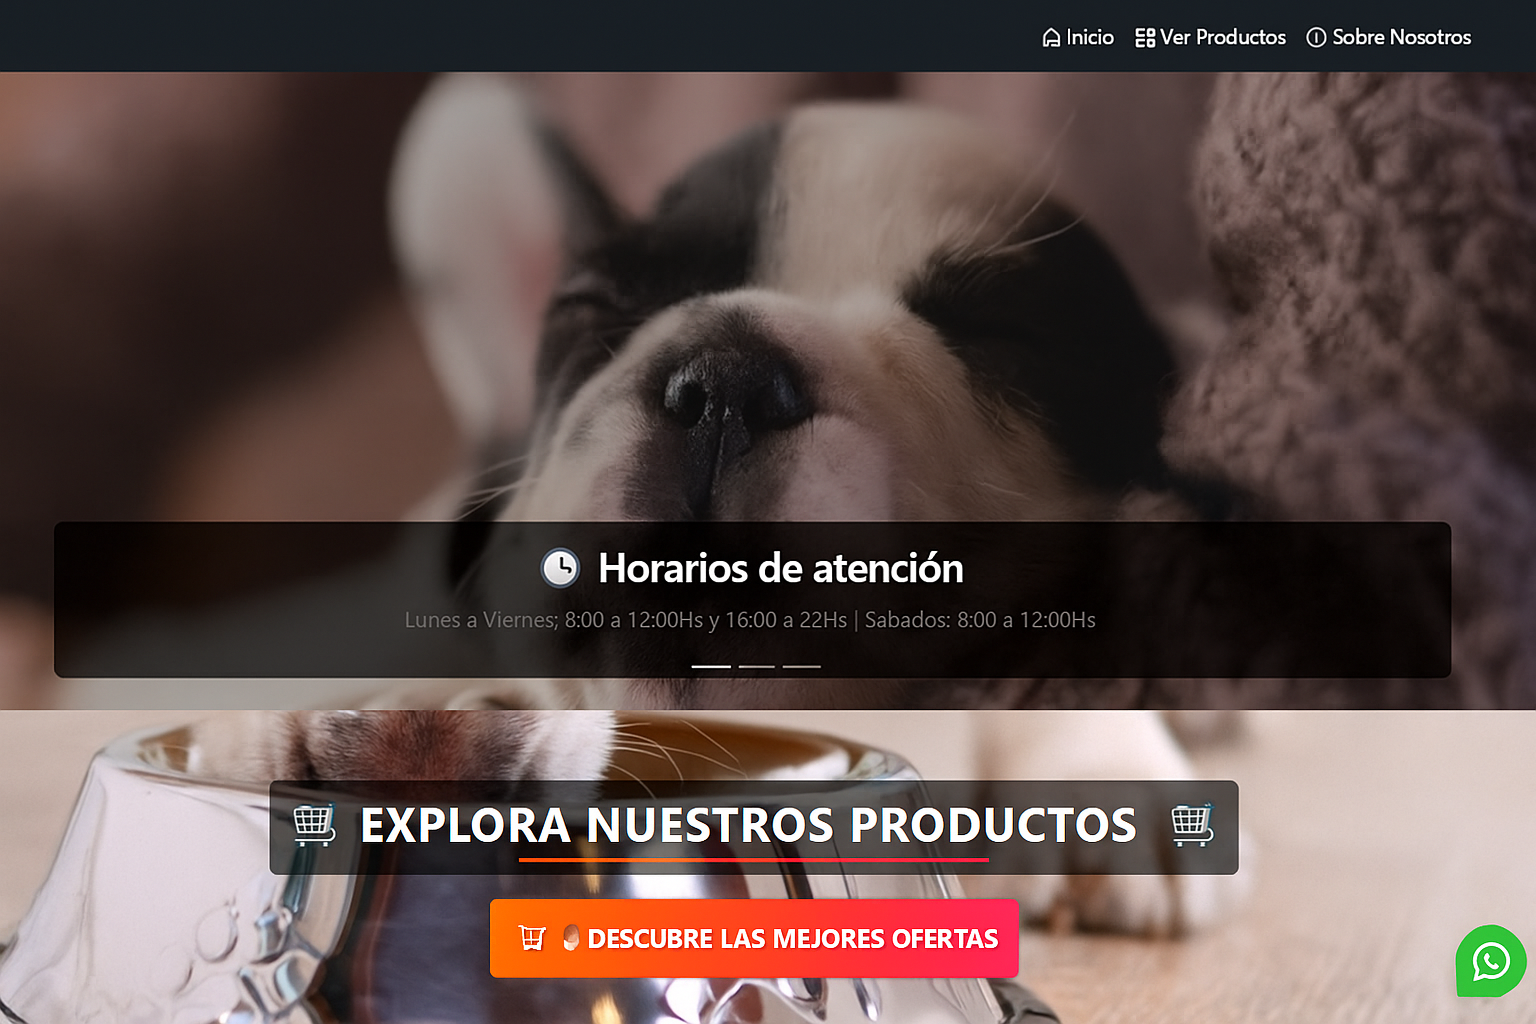 Inicio Ver Productos Sobre Nosotros
Horarios de atención
Lunes a Viernes; 8:00 a 12:00Hs y 16:00 a 22Hs | Sabados: 8:00 a 12:00Hs
EXPLORA NUESTROS PRODUCTOS
DESCUBRE LAS MEJORES OFERTAS